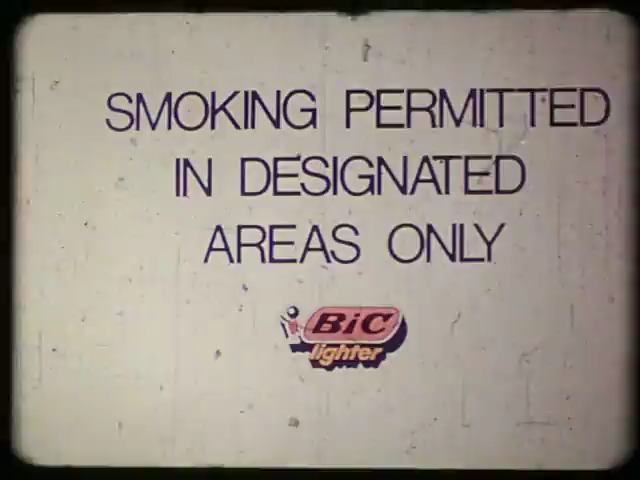 SMOKING PERMITTED
IN DESIGNATED
AREAS ONLY
BiC
lighter